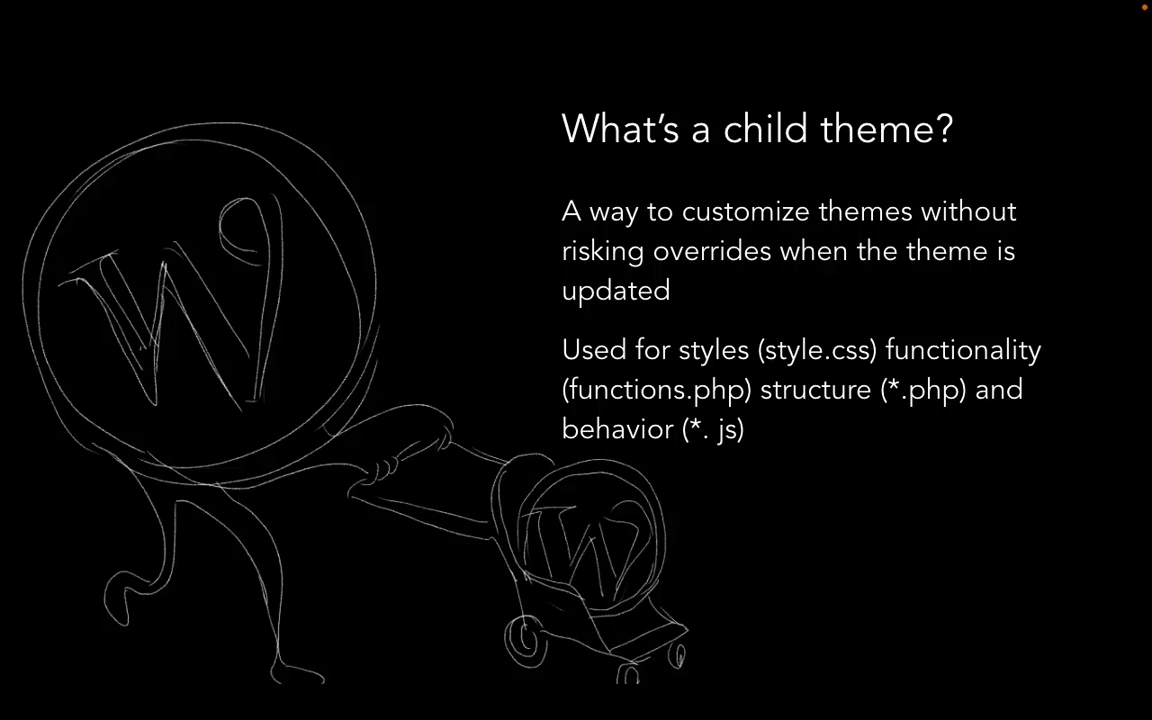 What's a child theme?
A way to customize themes without
risking overrides when the theme is
updated
Used for styles (style.css) functionality
(functions.php) structure (*.php) and
behavior (*. js)
W
W